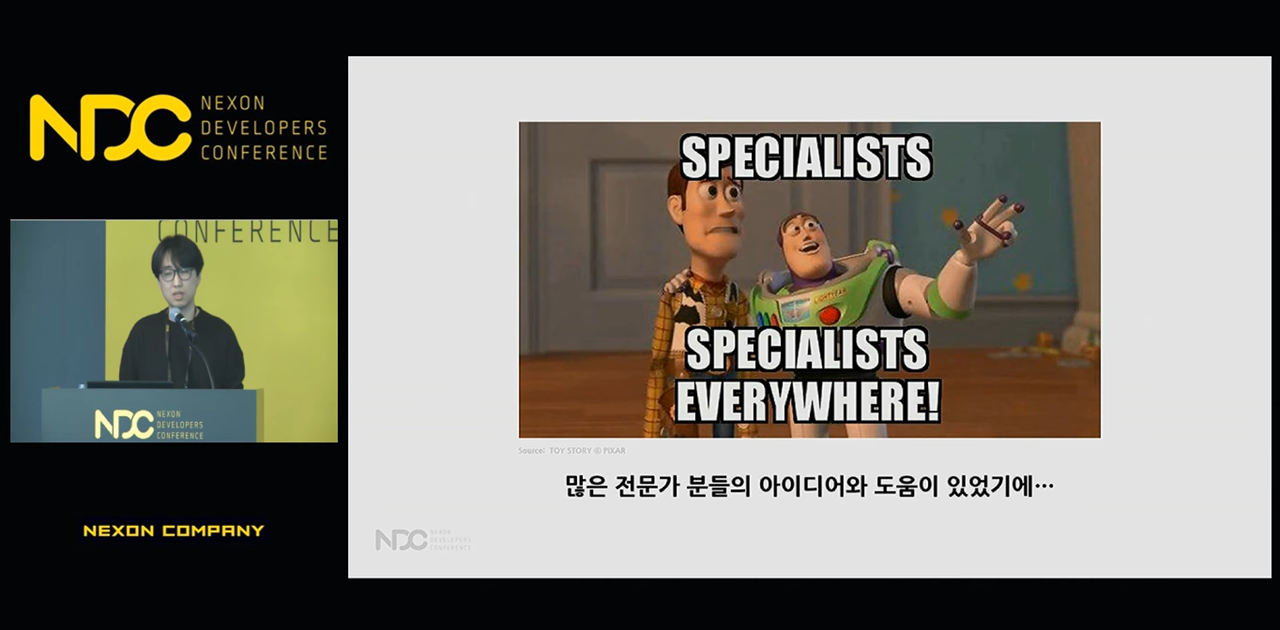 NDC
NEXON
DEVELOPERS
CONFERENCE
CONFERENCE
NDC
NEXON
DEVELOPERS
CONFERENCE
NEXON COMPANY
SPECIALISTS
LIGHTYEAR
SPECIALISTS
EVERYWHERE!
Source: TOY STORY © PIXAR
많은 전문가 분들의 아이디어와 도움이 있었기에…
NDC
NEXON
DEVELOPERS
CONFERENCE